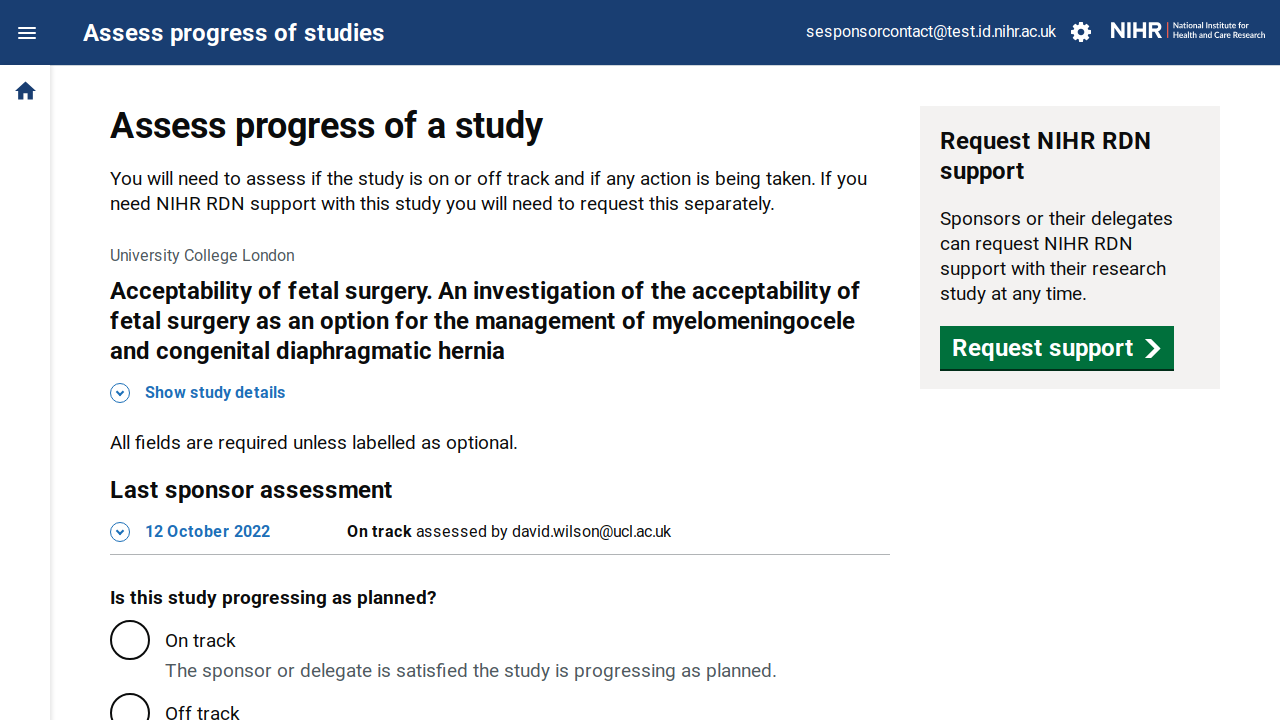 Assess progress of studies
sesponsorcontact@test.id.nihr.ac.uk
NIHR
National Institute for
Health and Care Research
Assess progress of a study
You will need to assess if the study is on or off track and if any action is being taken. If you
need NIHR RDN support with this study you will need to request this separately.
University College London
Acceptability of fetal surgery. An investigation of the acceptability of
fetal surgery as an option for the management of myelomeningocele
and congenital diaphragmatic hernia
Show study details
All fields are required unless labelled as optional.
Last sponsor assessment
12 October 2022 On track assessed by david.wilson@ucl.ac.uk
Is this study progressing as planned?
On track
The sponsor or delegate is satisfied the study is progressing as planned.
Off track
Request NIHR RDN
support
Sponsors or their delegates
can request NIHR RDN
support with their research
study at any time.
Request support